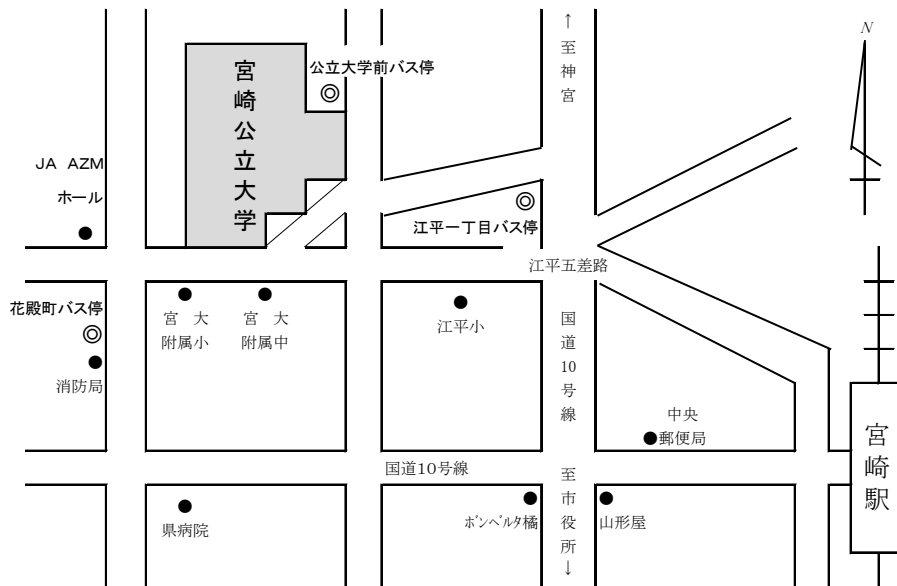 ↑至神宮
N
宮崎公立大学
公立大学前バス停
JA AZM
ホール
江平一丁目バス停
江平五差路
花殿町バス停
宮 大
附属小
宮 大
附属中
江平小
国道10号線
消防局
中央
郵便局
宮崎駅
国道10号線
至市役所↓
県病院
ボンベルタ橘
山形屋